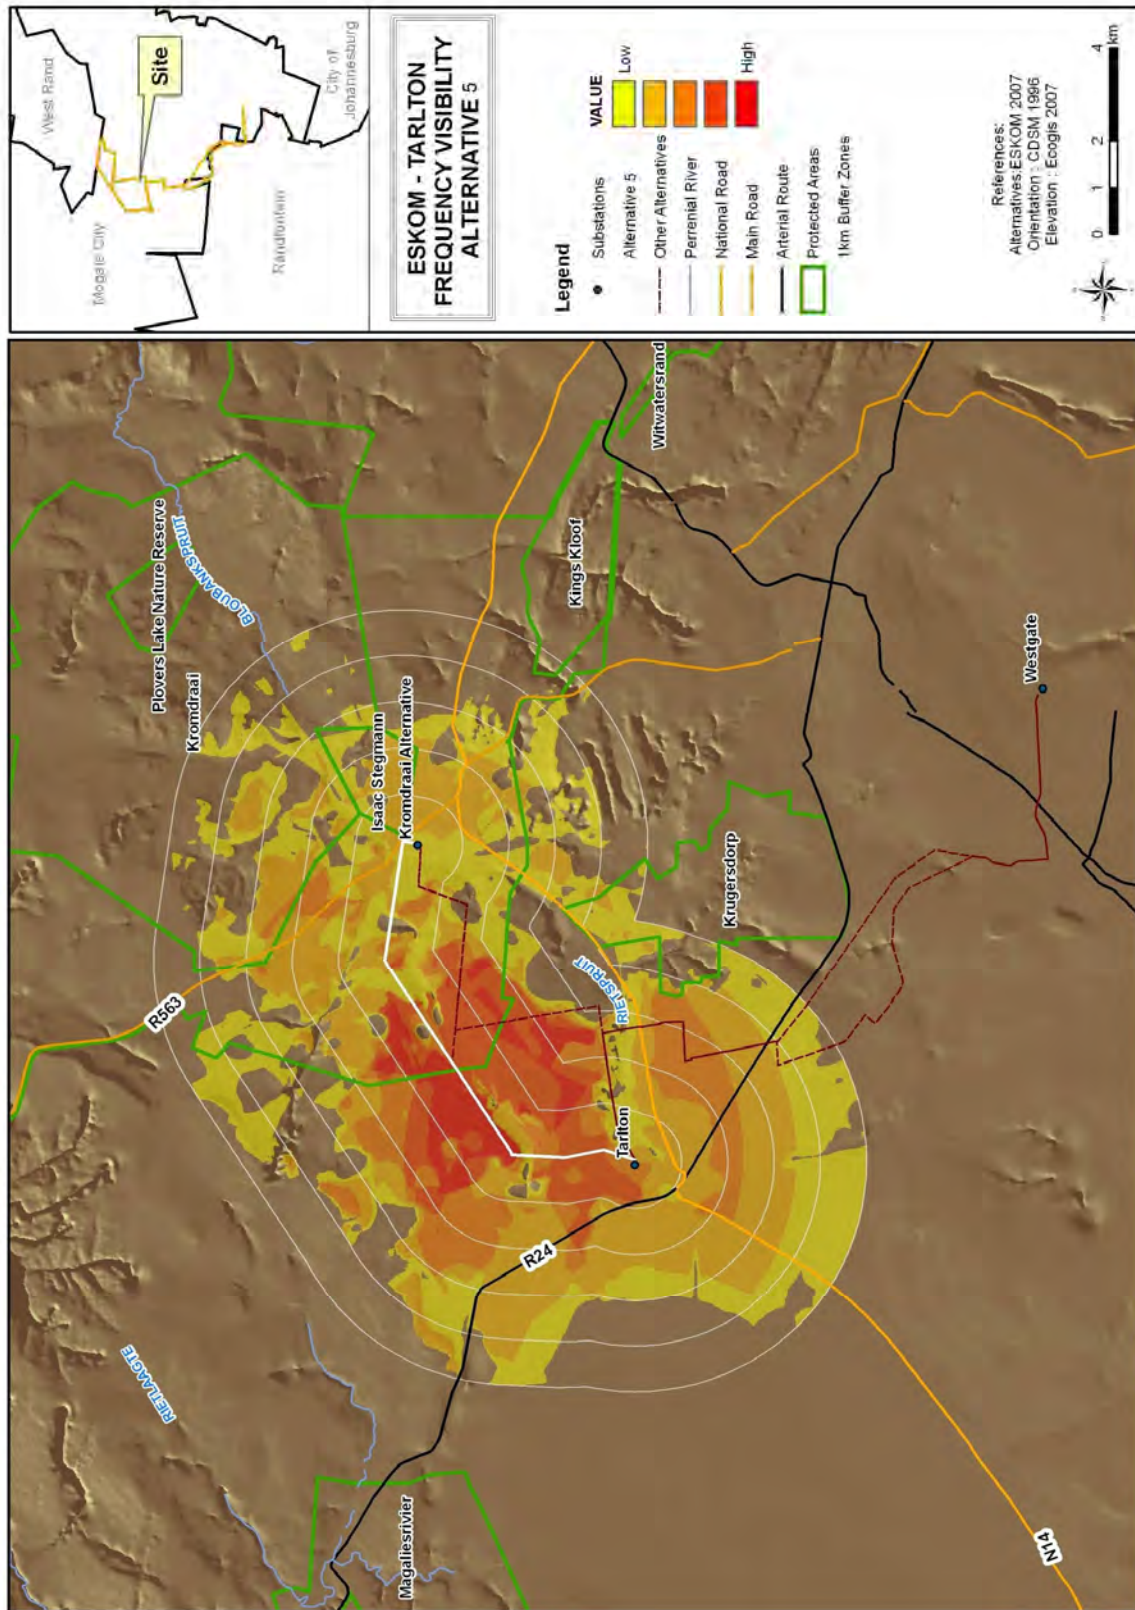 West Rand
Mogale City
Site
City of
Johannesburg
Randfontein
ESKOM - TARLTON
FREQUENCY VISIBILITY
ALTERNATIVE 5
Legend
Substations
Alternative 5
Other Alternatives
Perrenial River
National Road
Main Road
Arterial Route
Protected Areas
1km Buffer Zones
VALUE
Low
High
References:
Alternatives:ESKOM 2007
Orientation : CDSM 1996
Elevation : Ecogis 2007
0 1 2 4
km
Plovers Lake Nature Reserve
BLOUBANKSPRUIT
Kromdraai
Isaac Stegmann
Kromdraai Alternative
R563
Witwatersrand
Kings Kloof
Krugersdorp
Westgate
RIETSPRUIT
Tarlton
R24
RIETLAAGTE
Magaliesrivier
N14